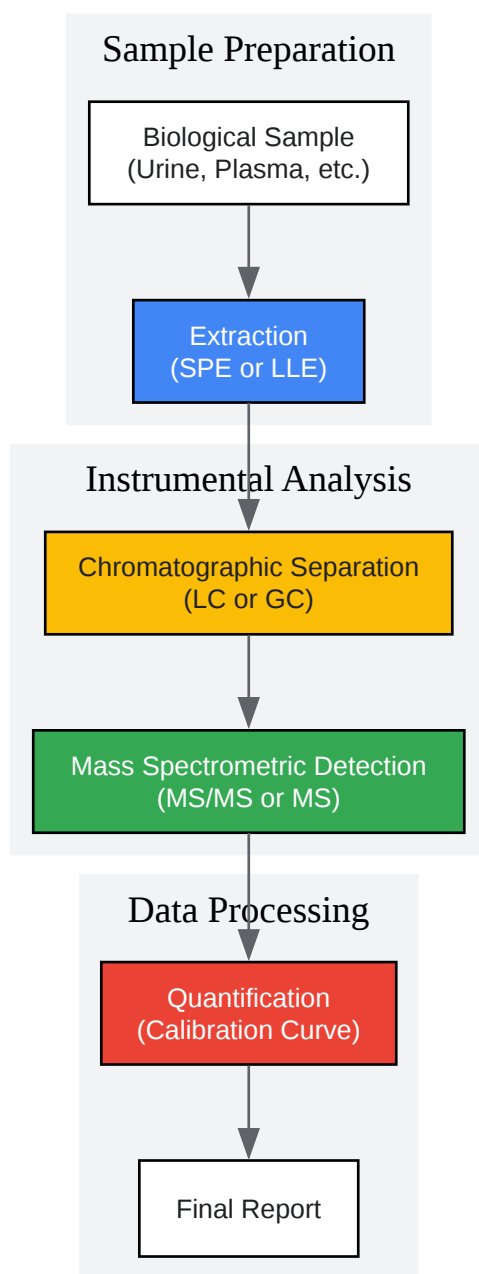 Sample Preparation
Biological Sample
(Urine, Plasma, etc.)
Extraction
(SPE or LLE)
Instrumental Analysis
Chromatographic Separation
(LC or GC)
Mass Spectrometric Detection
(MS/MS or MS)
Data Processing
Quantification
(Calibration Curve)
Final Report